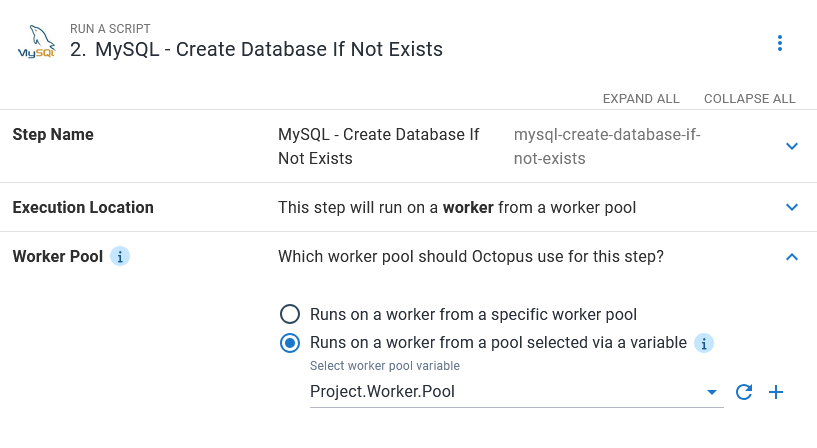 MySQL
RUN A SCRIPT
2. MySQL - Create Database If Not Exists
EXPAND ALL COLLAPSE ALL
Step Name
MySQL - Create Database If
Not Exists
mysql-create-database-if-
not-exists
Execution Location
This step will run on a worker from a worker pool
Worker Pool i
Which worker pool should Octopus use for this step?
Runs on a worker from a specific worker pool
Runs on a worker from a pool selected via a variable i
Select worker pool variable
Project.Worker.Pool